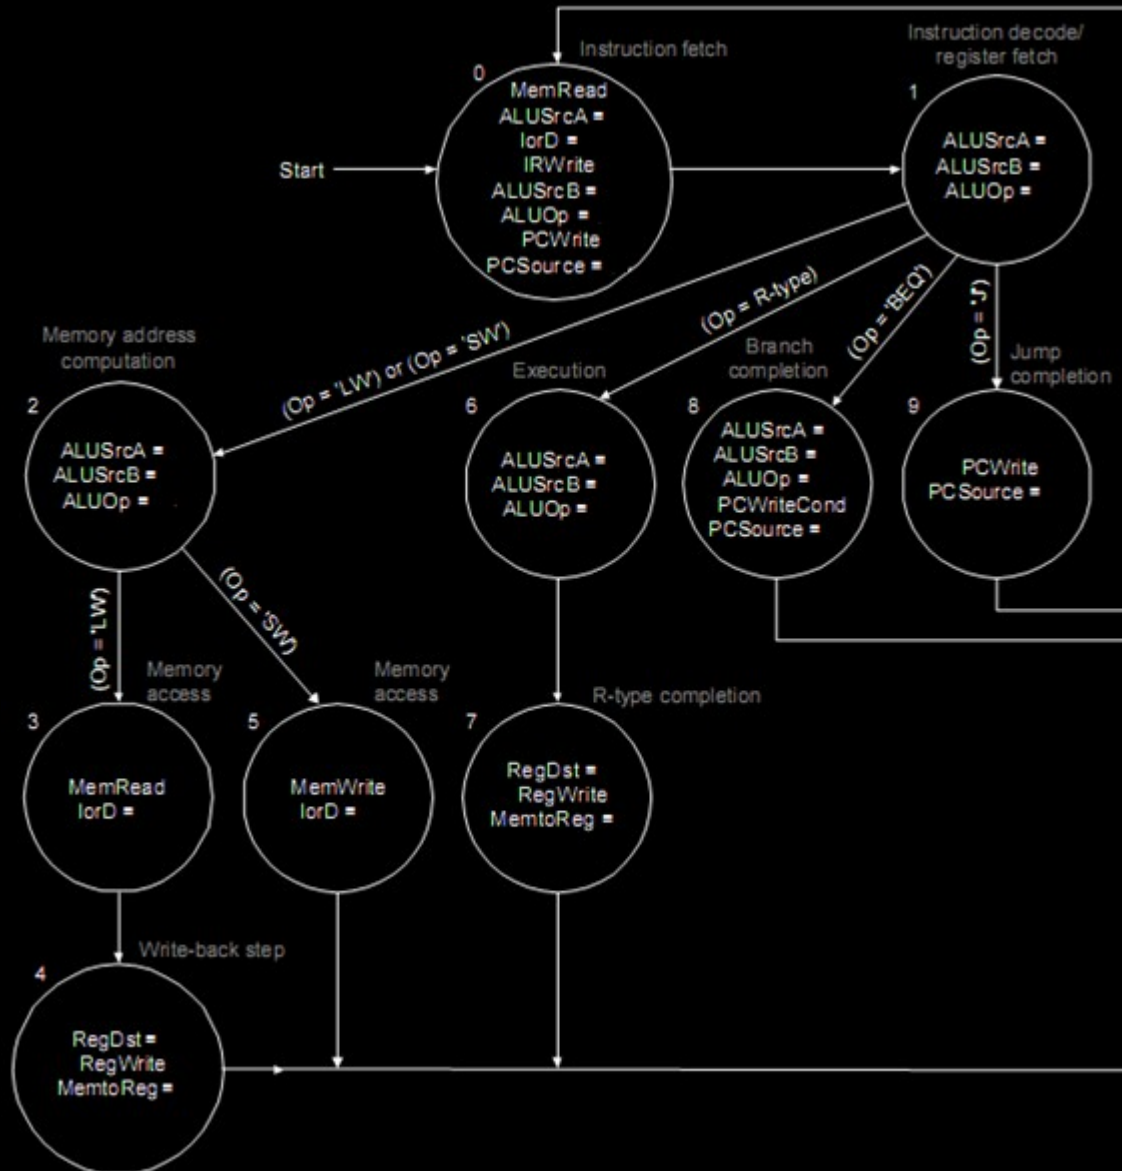 Instruction fetch
Instruction decode/
register fetch
0
MemRead
ALUSrcA =
IorD =
IRWrite
ALUSrcB =
ALUOp =
PCWrite
PCSource =
1
ALUSrcA =
ALUSrcB =
ALUOp =
Start
(Op = 'LW') or (Op = 'SW')
(Op = R-type)
(Op = 'BEQ')
(Op = 'J')
Memory address
computation
2
ALUSrcA =
ALUSrcB =
ALUOp =
Execution
6
ALUSrcA =
ALUSrcB =
ALUOp =
Branch
completion
8
ALUSrcA =
ALUSrcB =
ALUOp =
PCWriteCond
PCSource =
Jump
completion
9
PCWrite
PCSource =
(Op = 'LW')
(Op = 'SW')
Memory
access
3
MemRead
IorD =
Memory
access
5
MemWrite
IorD =
R-type completion
7
RegDst =
RegWrite
MemtoReg =
Write-back step
4
RegDst =
RegWrite
MemtoReg =